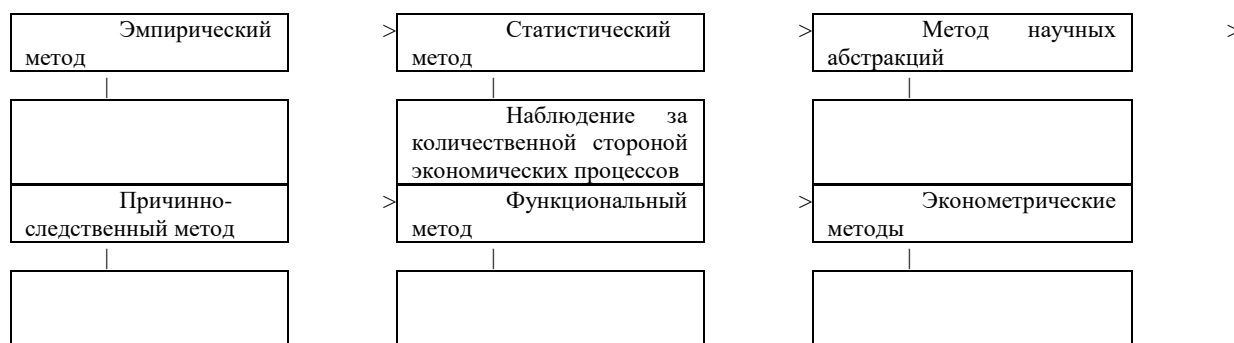 Эмпирический метод > Статистический метод > Метод научных абстракций >
| | |
Наблюдение за
количественной стороной
экономических процессов
Причинно-следственный метод > Функциональный метод > Эконометрические методы
| | |